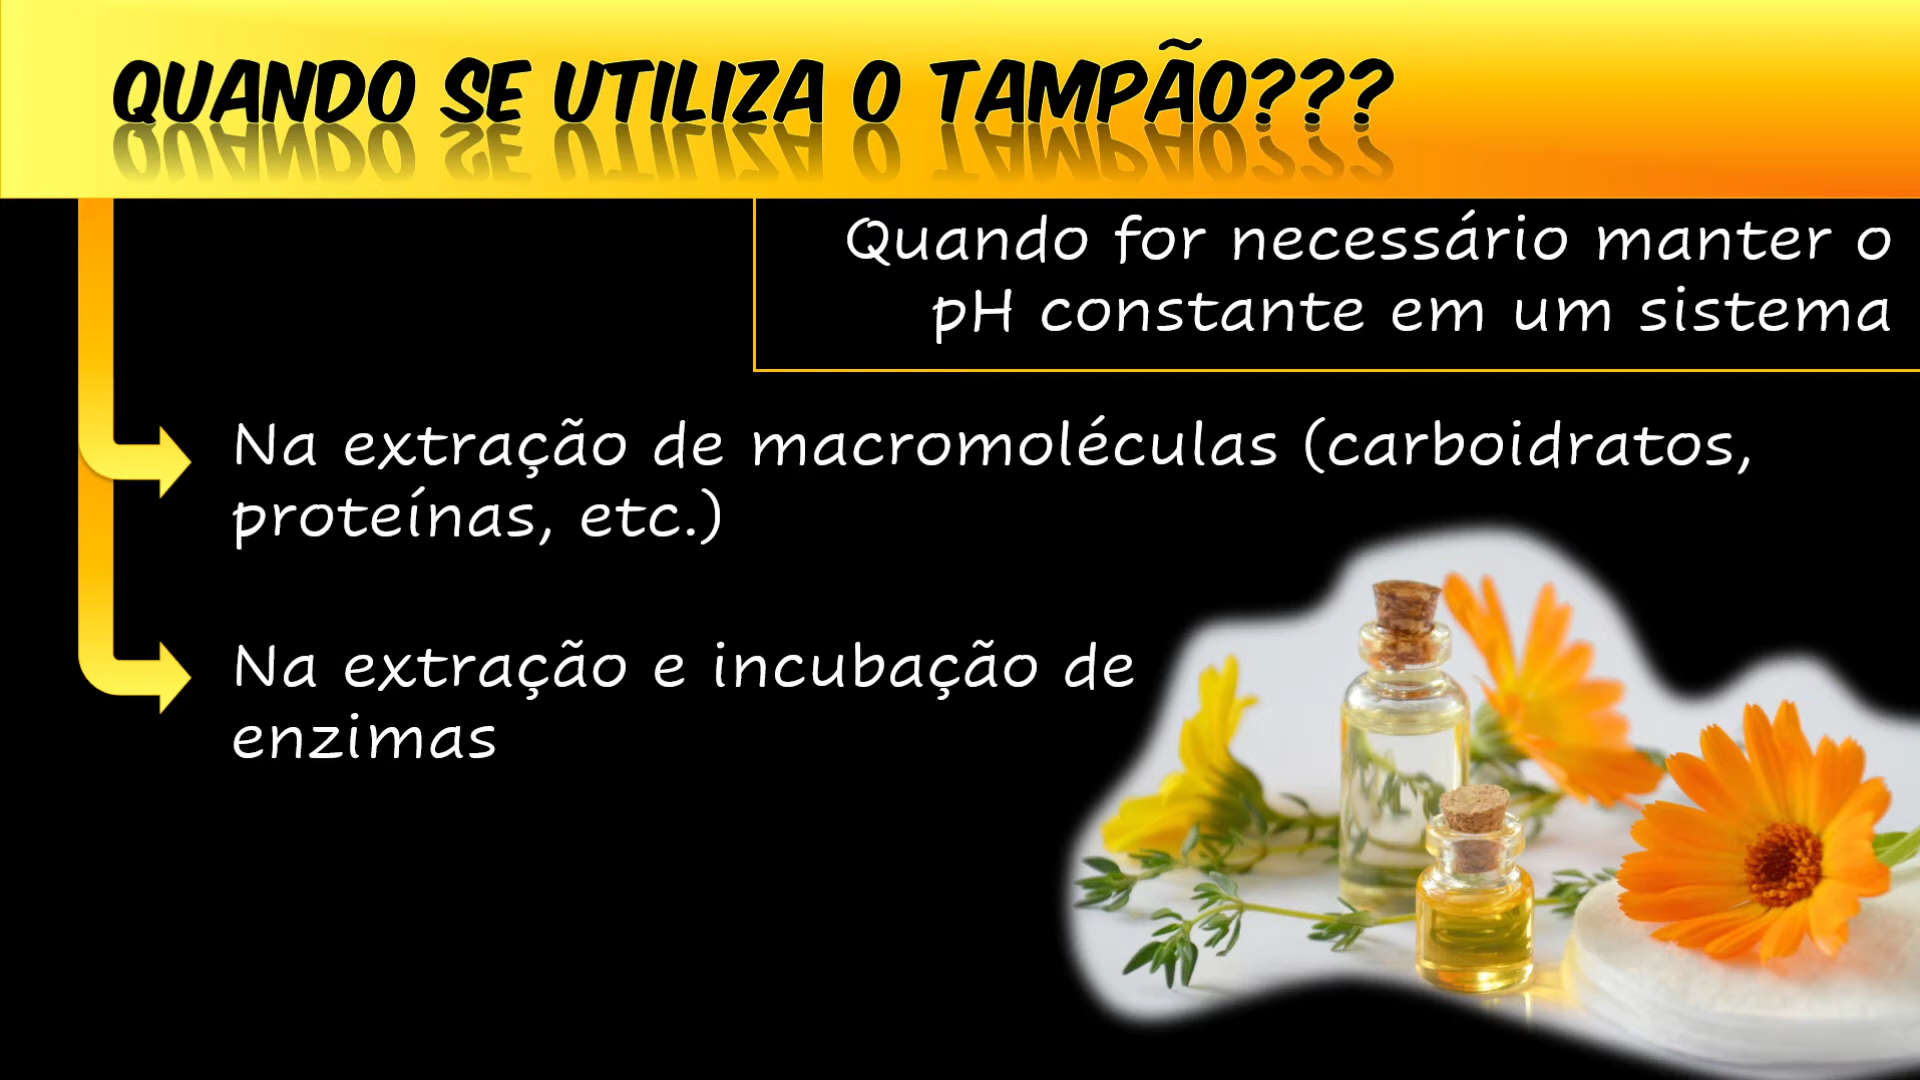 QUANDO SE UTILIZA O TAMPÃO???
Quando for necessário manter o
pH constante em um sistema
Na extração de macromoléculas (carboidratos,
proteínas, etc.)
Na extração e incubação de
enzimas